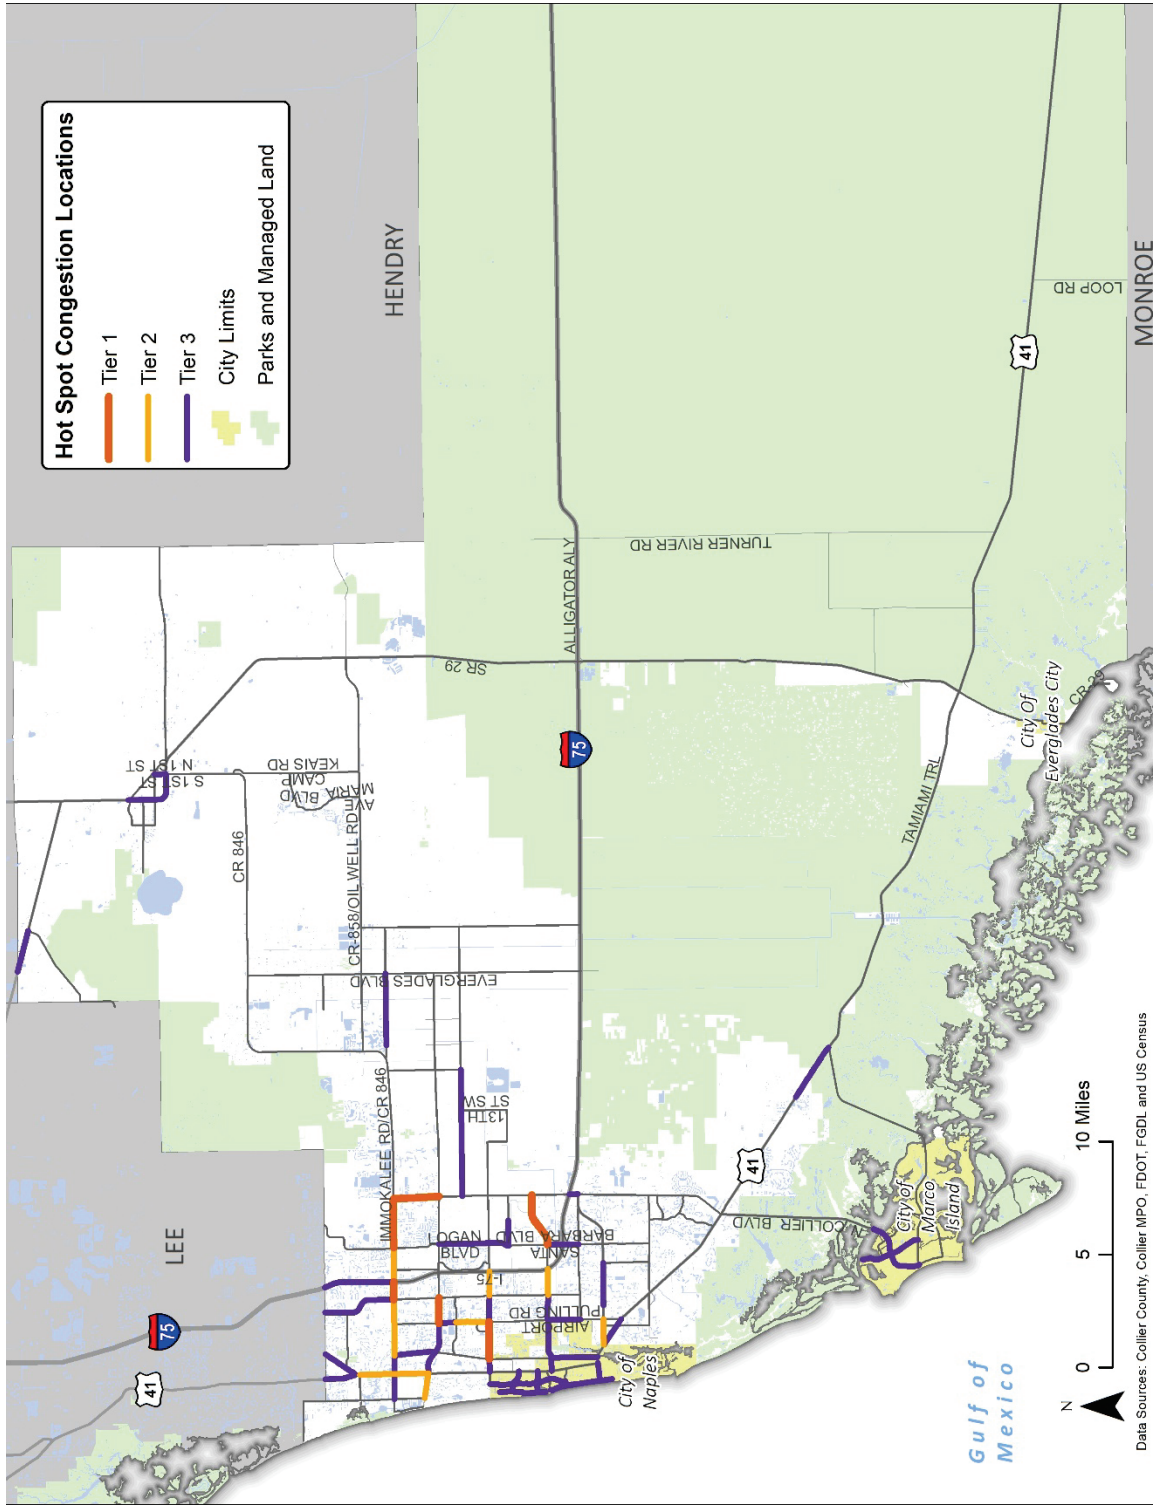 Hot Spot Congestion Locations
Tier 1
Tier 2
Tier 3
City Limits
Parks and Managed Land
HENDRY
LEE
MONROE
75
41
N 1ST ST
S 1ST ST
CAMP
KEAIS RD
AVE
MARIA BLVD
CR 846
CR-858/OIL WELL RD
SR 29
ALLIGATOR ALY
TURNER RIVER RD
75
EVERGLADES BLVD
IMMOKALEE RD/CR 846
13TH
ST SW
LOGAN
BLVD
SANTA
BARBARA BLVD
I-75
AIRPORT
PULLING RD
COLLIER BLVD
41
TAMIAMI TRL
41
LOOP RD
CR-29
City Of
Everglades City
City of
Marco
Island
City of
Naples
Gulf of
Mexico
N
0 5 10 Miles
Data Sources: Collier County, Collier MPO, FDOT, FGDL and US Census